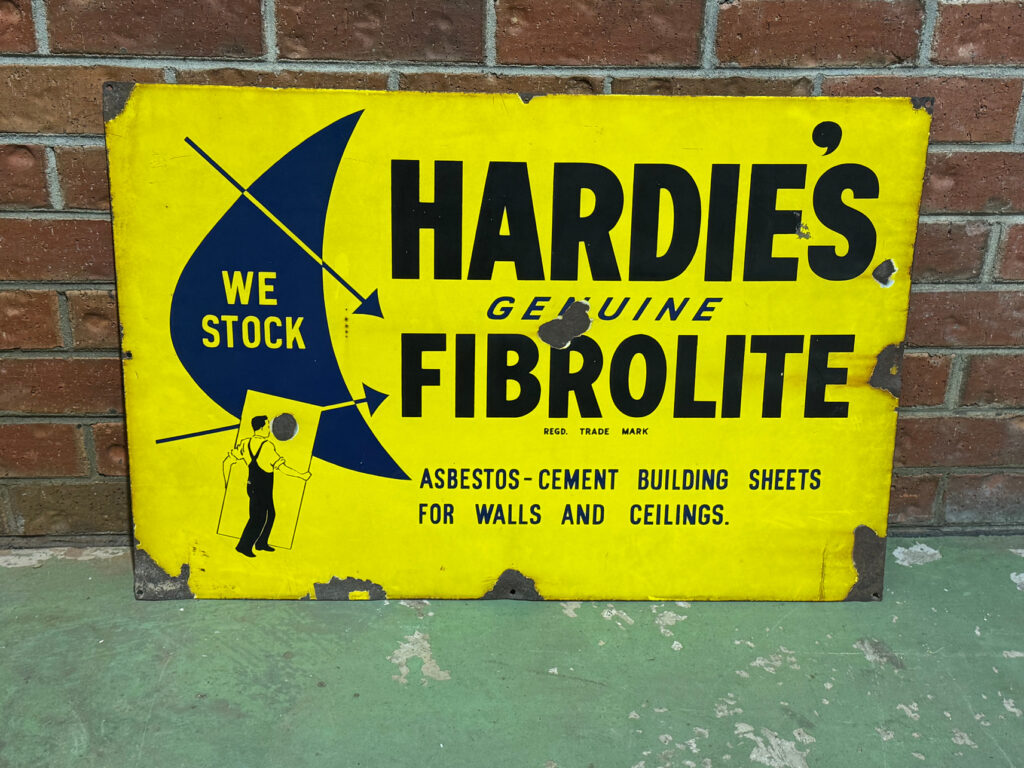 WE
STOCK
HARDIE'S
GENUINE
FIBROLITE
REGD. TRADE MARK
ASBESTOS-CEMENT BUILDING SHEETS
FOR WALLS AND CEILINGS.